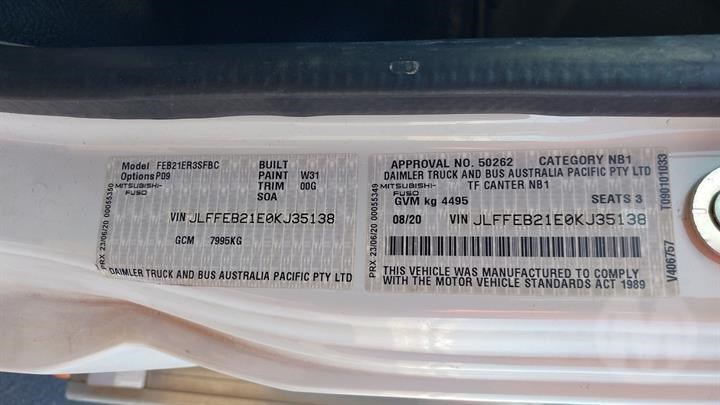 Model FEB21ER3SFBC BUILT
Options P09 PAINT W31
MITSUBISHI- TRIM 00G
FUSO SOA
VIN JLFFEB21E0KJ35138
GCM 7995KG
DAIMLER TRUCK AND BUS AUSTRALIA PACIFIC PTY LTD
PRX 23/06/20 00055350
APPROVAL NO. 50262 CATEGORY NB1
DAIMLER TRUCK AND BUS AUSTRALIA PACIFIC PTY LTD
MITSUBISHI- TF CANTER NB1
FUSO
GVM kg 4495 SEATS 3
08/20 VIN JLFFEB21E0KJ35138
THIS VEHICLE WAS MANUFACTURED TO COMPLY
WITH THE MOTOR VEHICLE STANDARDS ACT 1989
PRX 23/06/20 00055349
V406757 T090101033